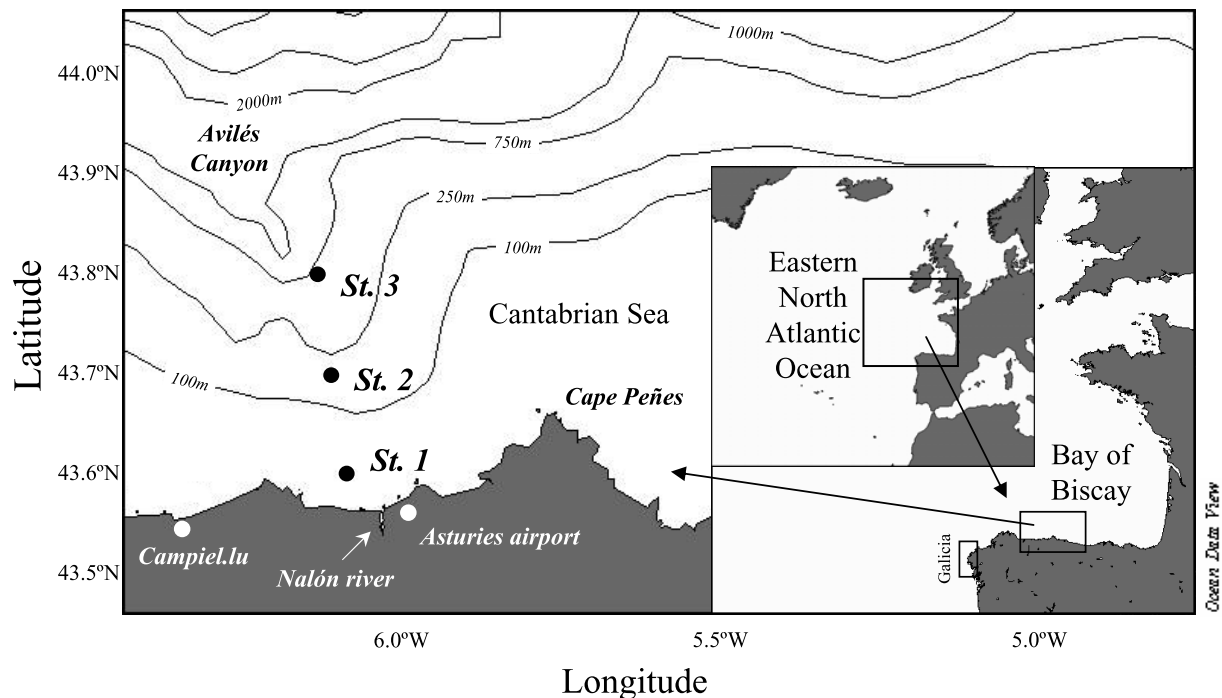 1000m
44.0ºN
2000m
Avilés
Canyon
750m
43.9ºN
250m
100m
43.8ºN
St. 3
Cantabrian Sea
Eastern
North
Atlantic
Ocean
Latitude
43.7ºN
100m
St. 2
Cape Peñes
St. 1
43.6ºN
Bay of
Biscay
Campiel.lu
Nalón river
Asturies airport
Galicia
43.5ºN
Ocean Data View
6.0ºW
5.5ºW
5.0ºW
Longitude